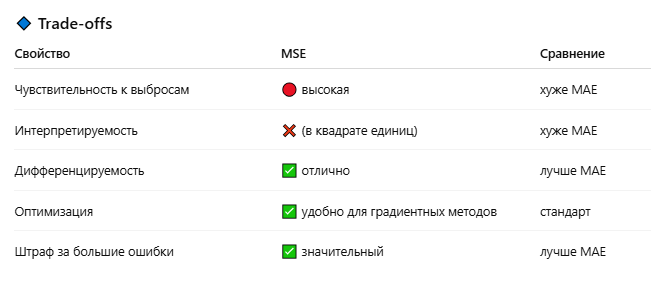 Trade-offs
Свойство MSE Сравнение
Чувствительность к выбросам высокая хуже MAE
Интерпретируемость (в квадрате единиц) хуже MAE
Дифференцируемость отлично лучше MAE
Оптимизация удобно для градиентных методов стандарт
Штраф за большие ошибки значительный лучше MAE